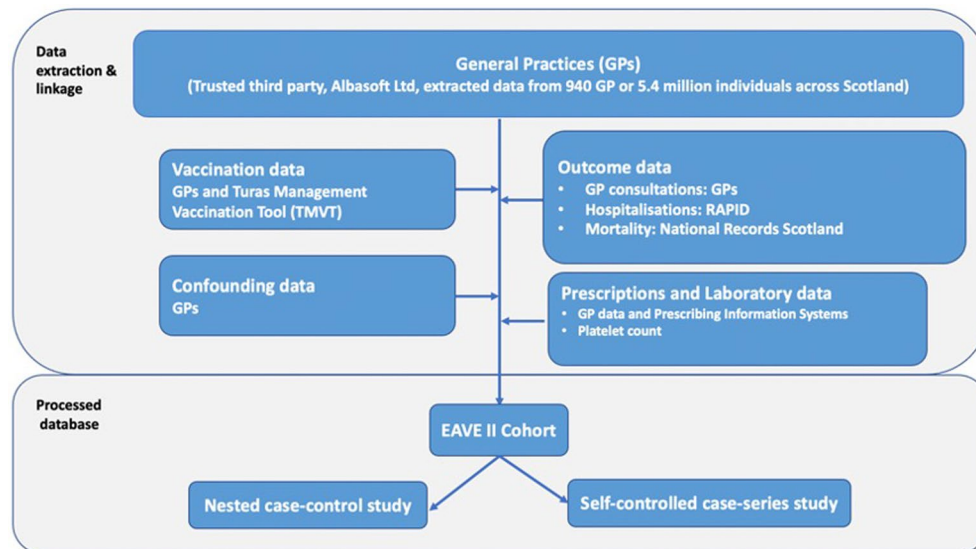 Data
extraction &
linkage
General Practices (GPs)
(Trusted third party, Albasoft Ltd, extracted data from 940 GP or 5.4 million individuals across Scotland)
Vaccination data
GPs and Turas Management
Vaccination Tool (TMVT)
Outcome data
• GP consultations: GPs
• Hospitalisations: RAPID
• Mortality: National Records Scotland
Confounding data
GPs
Prescriptions and Laboratory data
• GP data and Prescribing Information Systems
• Platelet count
Processed
database
EAVE II Cohort
Nested case-control study
Self-controlled case-series study